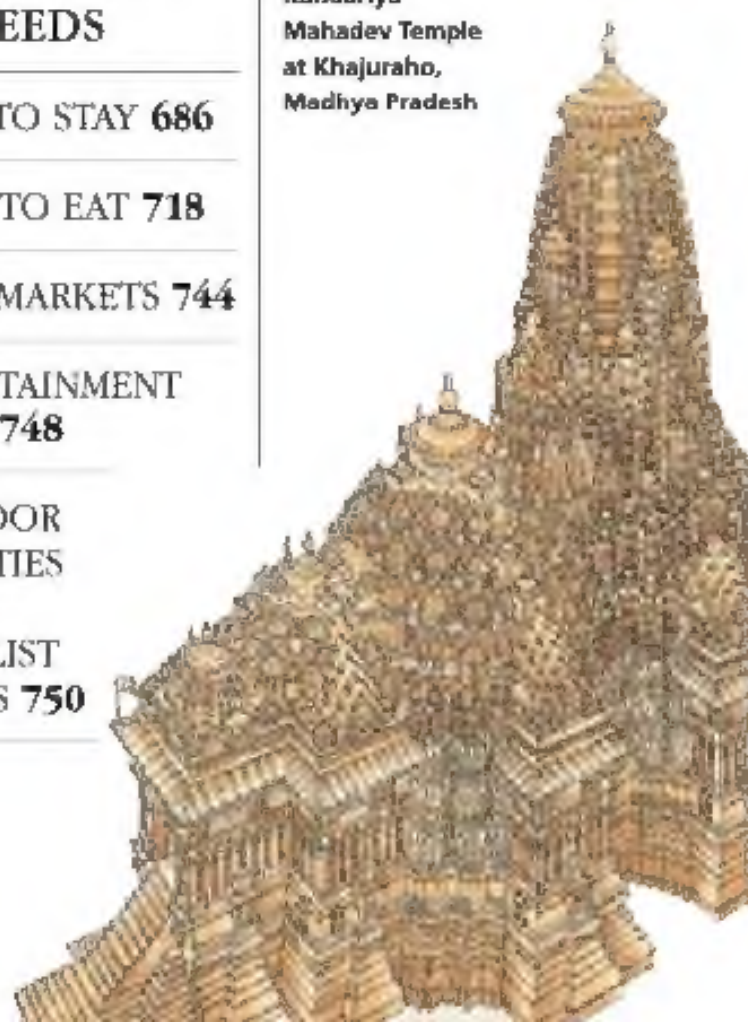 EEDS
TO STAY 686
TO EAT 718
MARKETS 744
TAINMENT
748
OOR
TIES
LIST
S 750
Kandariya
Mahadev Temple
at Khajuraho,
Madhya Pradesh